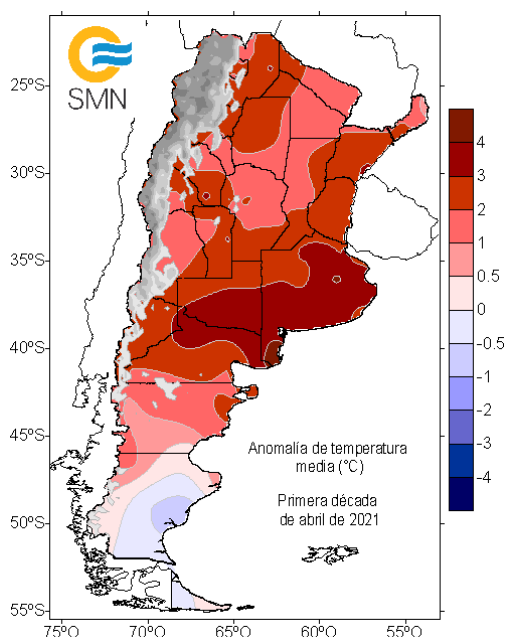 SMN
25ºS
30ºS
35ºS
40ºS
45ºS
50ºS
55ºS
75ºO
70ºO
65ºO
60ºO
55ºO
4
3
2
1
0.5
0
-0.5
-1
-2
-3
-4
Anomalía de temperatura
media (°C)
Primera década
de abril de 2021